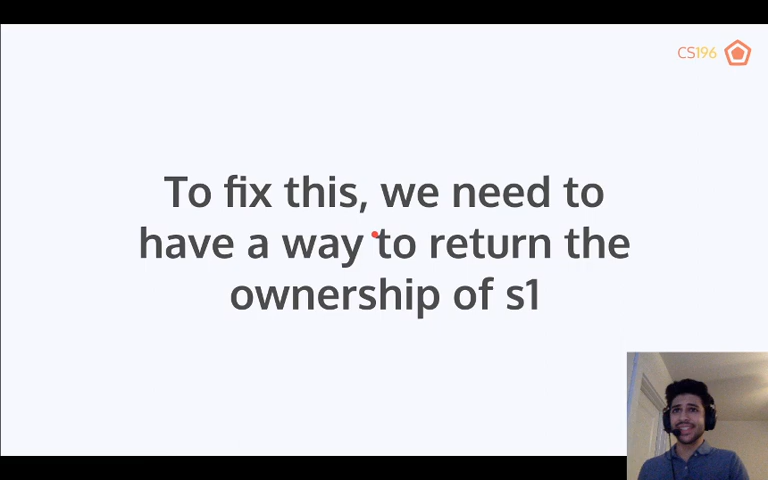 CS196
To fix this, we need to
have a way to return the
ownership of s1